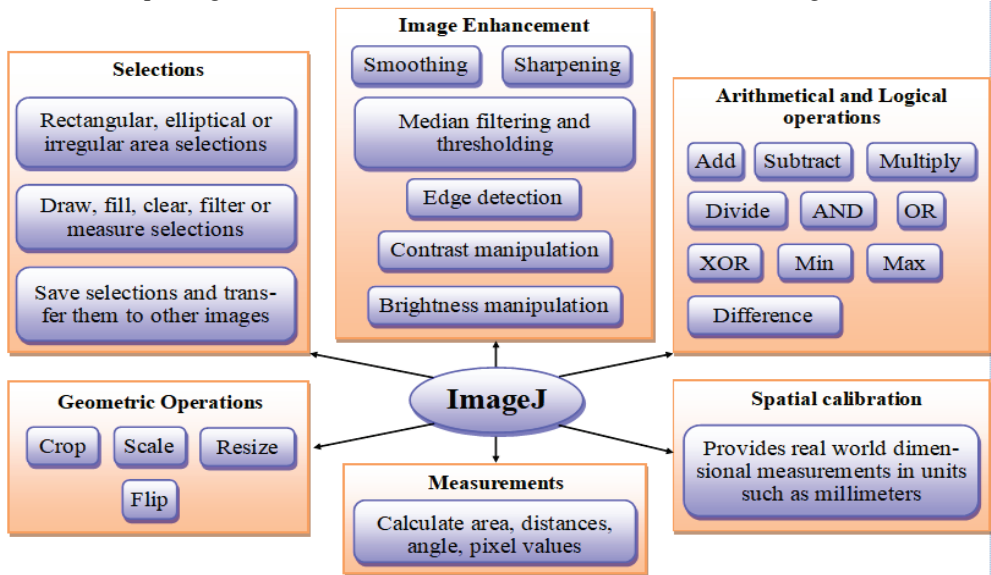 Selections
Rectangular, elliptical or
irregular area selections
Draw, fill, clear, filter or
measure selections
Save selections and trans-
fer them to other images
Image Enhancement
Smoothing
Sharpening
Median filtering and
thresholding
Edge detection
Contrast manipulation
Brightness manipulation
Arithmetical and Logical
operations
Add
Subtract
Multiply
Divide
AND
OR
XOR
Min
Max
Difference
ImageJ
Geometric Operations
Crop
Scale
Resize
Flip
Measurements
Calculate area, distances,
angle, pixel values
Spatial calibration
Provides real world dimen-
sional measurements in units
such as millimeters